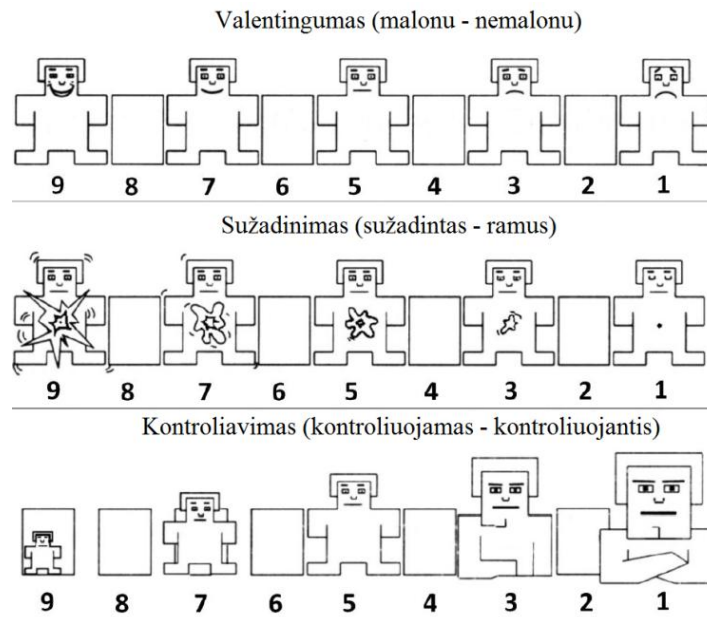 Valentingumas (malonu - nemalonu)
9 8 7 6 5 4 3 2 1
Sužadinimas (sužadintas - ramus)
9 8 7 6 5 4 3 2 1
Kontroliavimas (kontroliuojamas - kontroliuojantis)
9 8 7 6 5 4 3 2 1